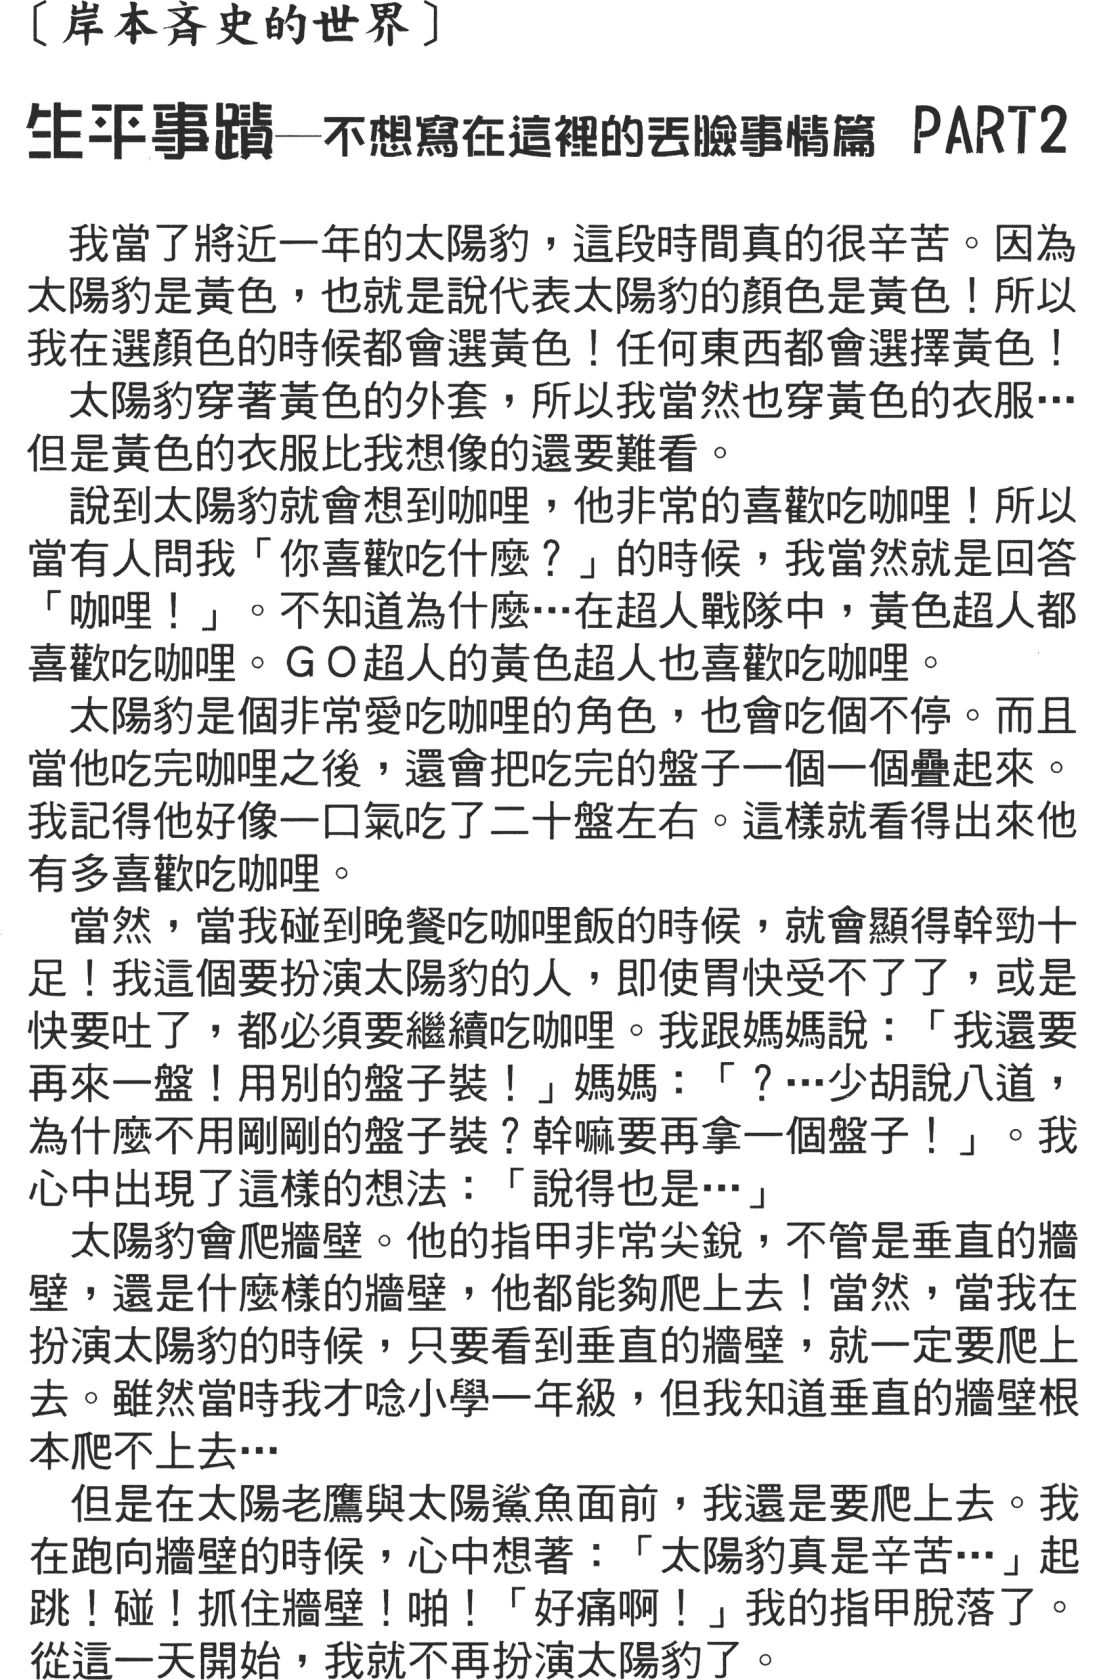 〔岸本斉史的世界〕
生平事蹟──不想寫在這裡的丟臉事情篇 PART2
我當了將近一年的太陽豹，這段時間真的很辛苦。因為
太陽豹是黃色，也就是說代表太陽豹的顏色是黃色！所以
我在選顏色的時候都會選黃色！任何東西都會選擇黃色！
太陽豹穿著黃色的外套，所以我當然也穿黃色的衣服…
但是黃色的衣服比我想像的還要難看。
說到太陽豹就會想到咖哩，他非常的喜歡吃咖哩！所以
當有人問我「你喜歡吃什麼？」的時候，我當然就是回答
「咖哩！」。不知道為什麼…在超人戰隊中，黃色超人都
喜歡吃咖哩。ＧＯ超人的黃色超人也喜歡吃咖哩。
太陽豹是個非常愛吃咖哩的角色，也會吃個不停。而且
當他吃完咖哩之後，還會把吃完的盤子一個一個疊起來。
我記得他好像一口氣吃了二十盤左右。這樣就看得出來他
有多喜歡吃咖哩。
當然，當我碰到晚餐吃咖哩飯的時候，就會顯得幹勁十
足！我這個要扮演太陽豹的人，即使胃快受不了了，或是
快要吐了，都必須要繼續吃咖哩。我跟媽媽說：「我還要
再來一盤！用別的盤子裝！」媽媽：「？…少胡說八道，
為什麼不用剛剛的盤子裝？幹嘛要再拿一個盤子！」。我
心中出現了這樣的想法：「說得也是…」
太陽豹會爬牆壁。他的指甲非常尖銳，不管是垂直的牆
壁，還是什麼樣的牆壁，他都能夠爬上去！當然，當我在
扮演太陽豹的時候，只要看到垂直的牆壁，就一定要爬上
去。雖然當時我才唸小學一年級，但我知道垂直的牆壁根
本爬不上去…
但是在太陽老鷹與太陽鯊魚面前，我還是要爬上去。我
在跑向牆壁的時候，心中想著：「太陽豹真是辛苦…」起
跳！碰！抓住牆壁！啪！「好痛啊！」我的指甲脫落了。
從這一天開始，我就不再扮演太陽豹了。